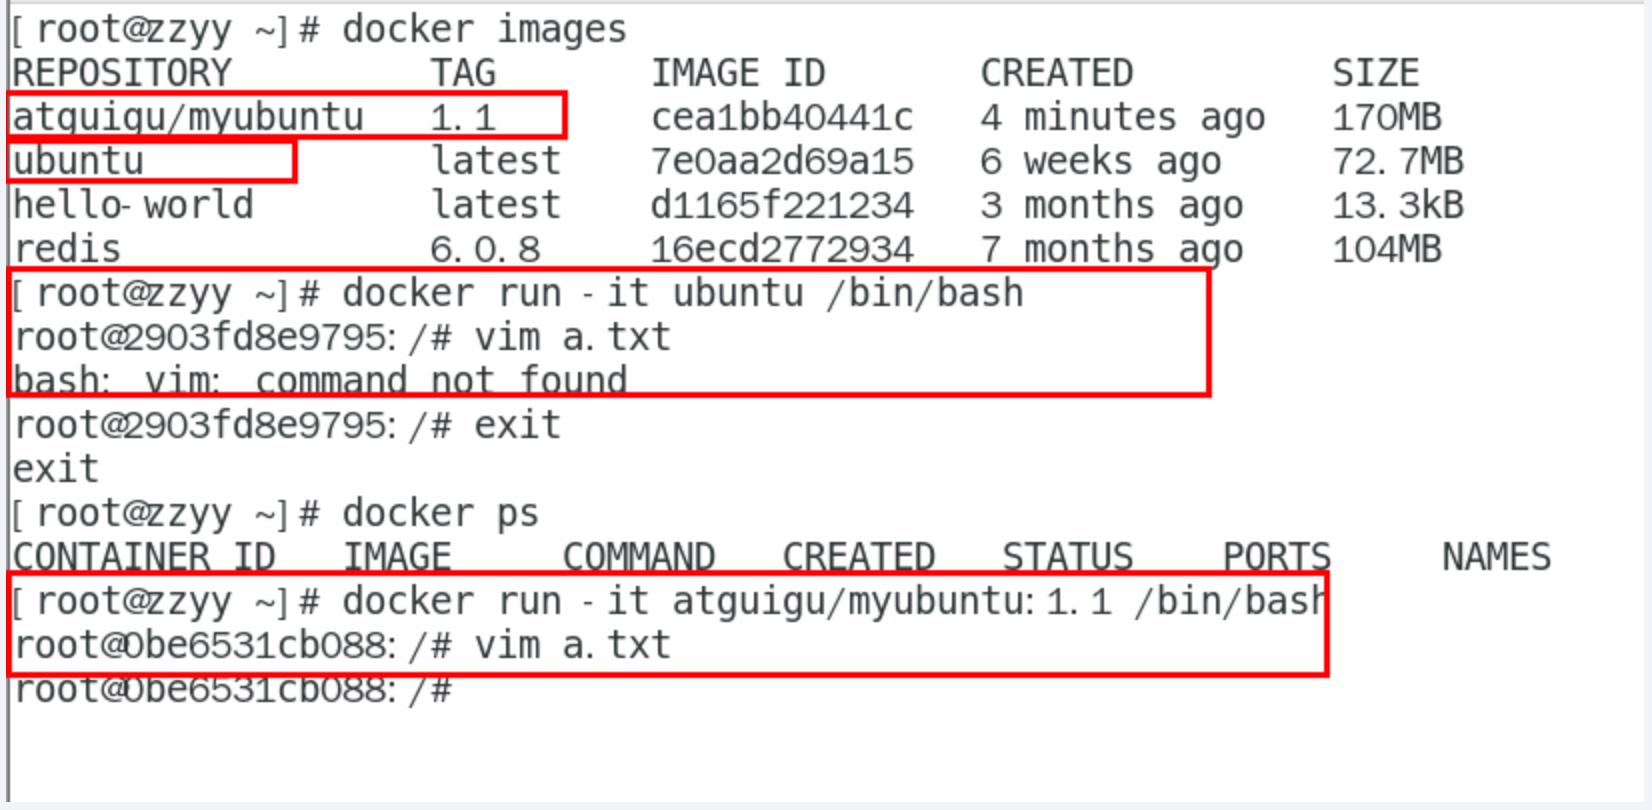 [root@zzyy ~]# docker images
REPOSITORY TAG IMAGE ID CREATED SIZE
atguigu/myubuntu 1.1 cea1bb40441c 4 minutes ago 170MB
ubuntu latest 7e0aa2d69a15 6 weeks ago 72.7MB
hello-world latest d1165f221234 3 months ago 13.3kB
redis 6.0.8 16ecd2772934 7 months ago 104MB
[root@zzyy ~]# docker run -it ubuntu /bin/bash
root@2903fd8e9795:/# vim a.txt
bash: vim: command not found
root@2903fd8e9795:/# exit
exit
[root@zzyy ~]# docker ps
CONTAINER ID IMAGE COMMAND CREATED STATUS PORTS NAMES
[root@zzyy ~]# docker run -it atguigu/myubuntu:1.1 /bin/bash
root@0be6531cb088:/# vim a.txt
root@0be6531cb088:/#